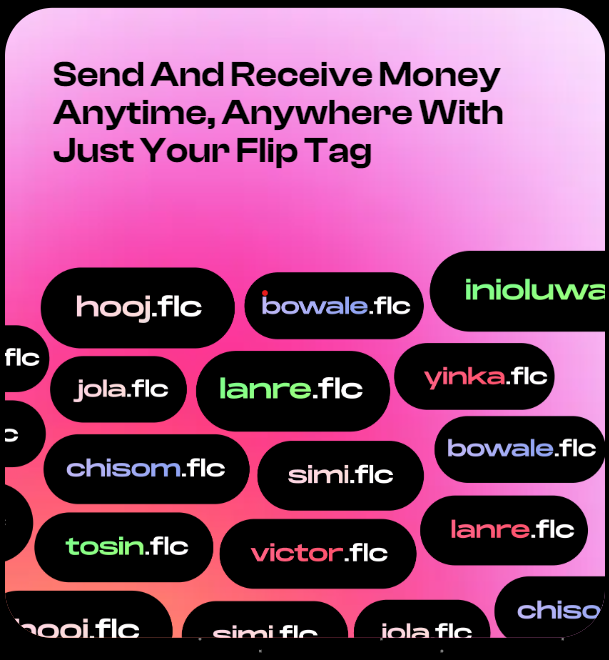 Send And Receive Money
Anytime, Anywhere With
Just Your Flip Tag
hooj.flc
bowale.flc
inioluwa
flc
jola.flc
lanre.flc
yinka.flc
c
chisom.flc
simi.flc
bowale.flc
tosin.flc
victor.flc
lanre.flc
hooj.flc
simi.flc
jola.flc
chiso